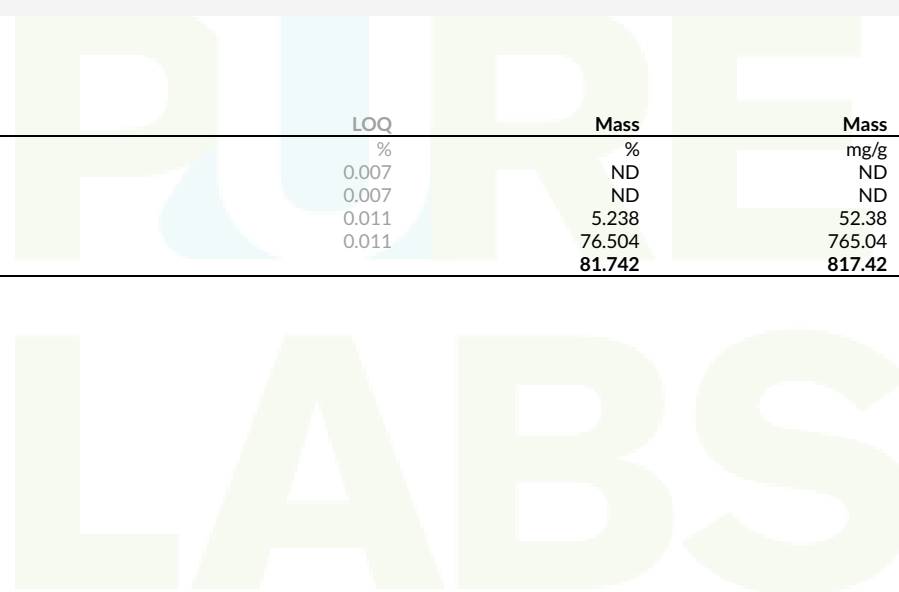 PURE
LOQ Mass Mass
% % mg/g
0.007 ND ND
0.007 ND ND
0.011 5.238 52.38
0.011 76.504 765.04
81.742 817.42
LABS